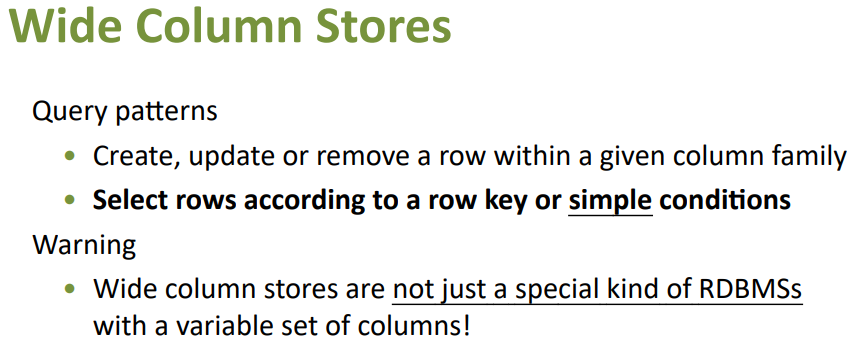 Wide Column Stores
Query patterns
• Create, update or remove a row within a given column family
• Select rows according to a row key or simple conditions
Warning
• Wide column stores are not just a special kind of RDBMSs
with a variable set of columns!